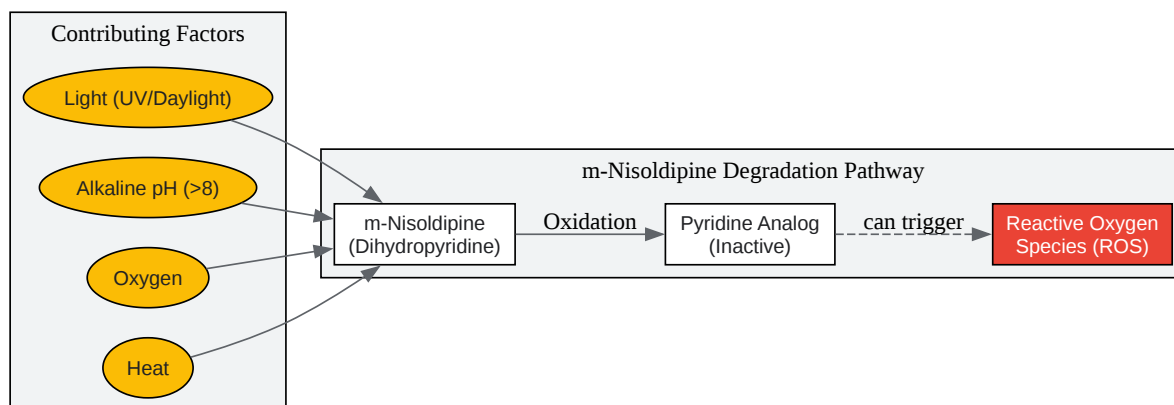 Contributing Factors
Light (UV/Daylight)
Alkaline pH (>8)
Oxygen
Heat
m-Nisoldipine Degradation Pathway
m-Nisoldipine
(Dihydropyridine)
Oxidation
Pyridine Analog
(Inactive)
can trigger
Reactive Oxygen
Species (ROS)